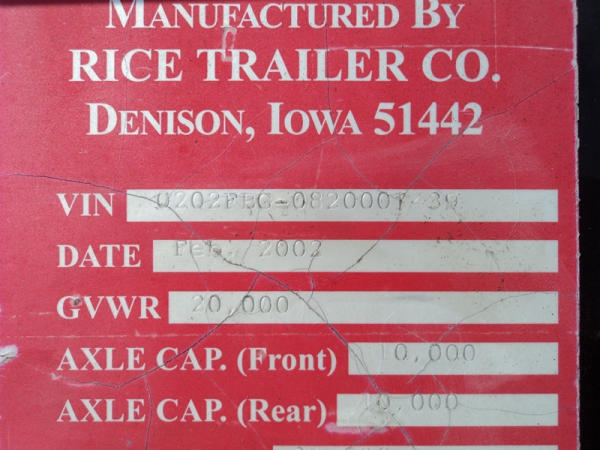 MANUFACTURED BY
RICE TRAILER CO.
DENISON, IOWA 51442
VIN
DATE Feb. 2002
GVWR 20,000
AXLE CAP. (Front) 10,000
AXLE CAP. (Rear) 10,000